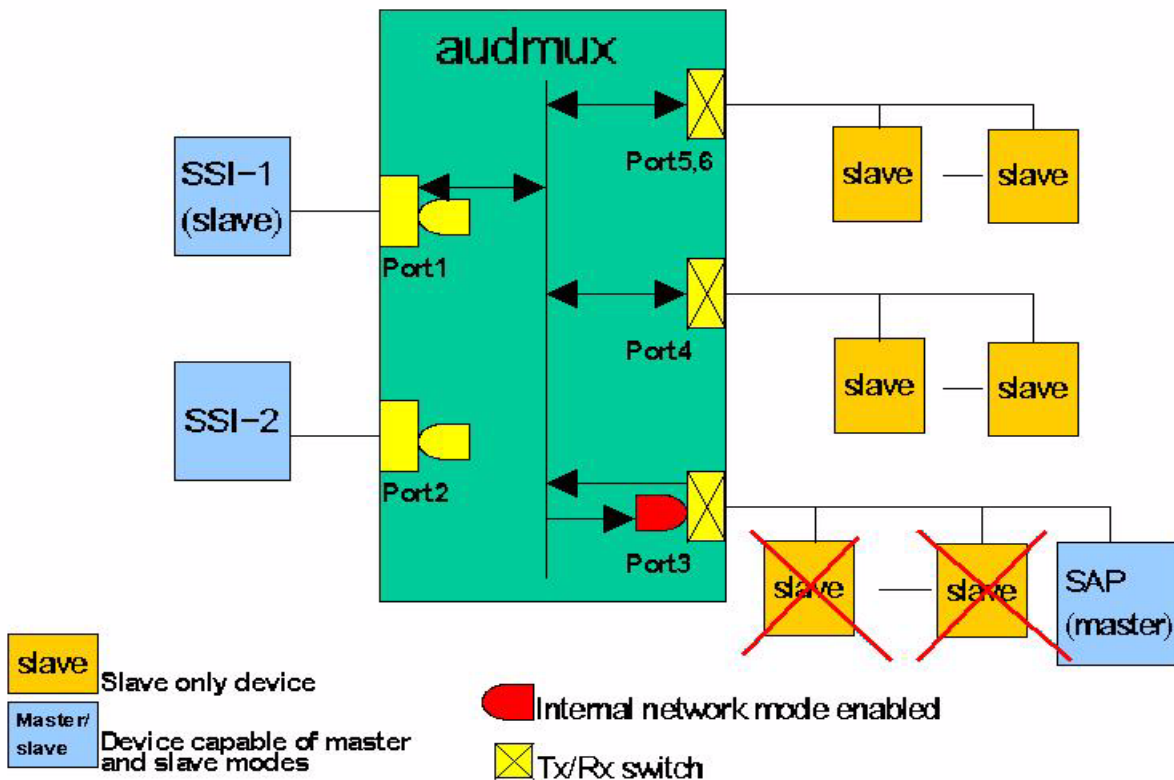 audmux
SSI-1
(slave)
Port1
SSI-2
Port2
Port5,6
slave
slave
Port4
slave
slave
Port3
slave
slave
SAP
(master)
slave
Slave only device
Master/
slave
Device capable of master
and slave modes
Internal network mode enabled
Tx/Rx switch